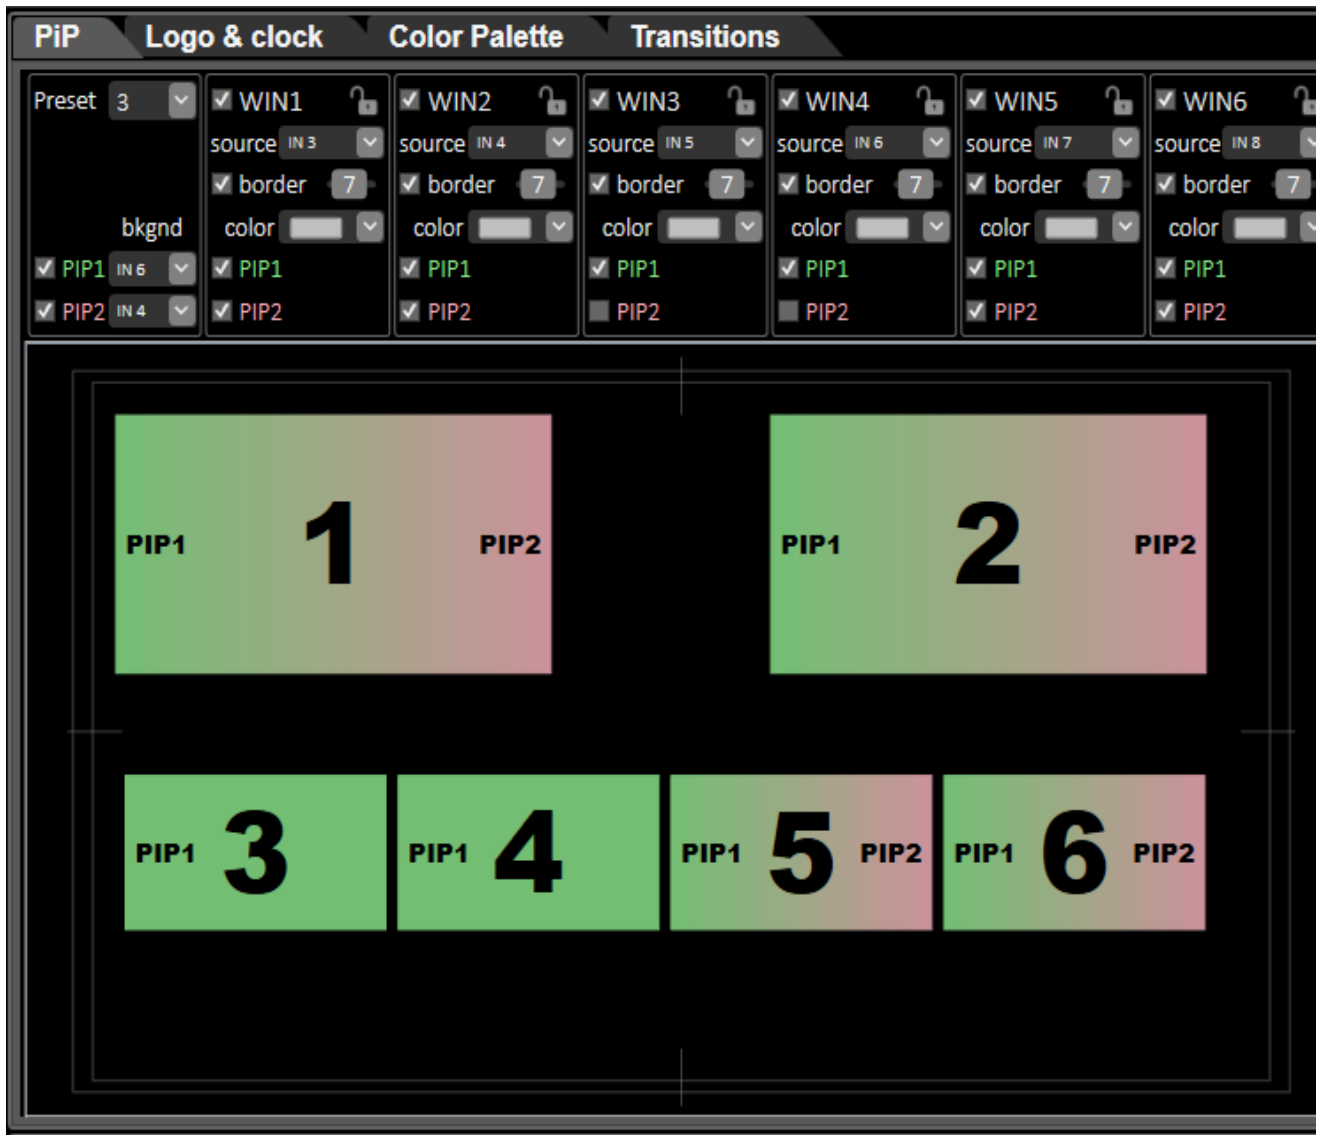 PiP Logo & clock Color Palette Transitions
Preset 3 WIN1 WIN2 WIN3 WIN4 WIN5 WIN6
source IN 3 source IN 4 source IN 5 source IN 6 source IN 7 source IN 8
border 7 border 7 border 7 border 7 border 7 border 7
bkgnd color color color color color color
PIP1 IN 6 PIP1 PIP1 PIP1 PIP1 PIP1 PIP1
PIP2 IN 4 PIP2 PIP2 PIP2 PIP2 PIP2 PIP2
PIP1 1 PIP2 PIP1 2 PIP2
PIP1 3 PIP1 4 PIP1 5 PIP2 PIP1 6 PIP2